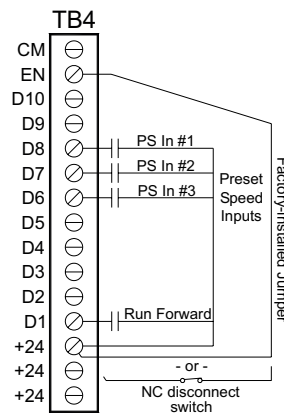 TB4
CM
EN
D10
D9
D8
PS In #1
D7
PS In #2
D6
PS In #3
Preset
Speed
Inputs
Factory-Installed Jumper
D5
D4
D3
D2
D1
Run Forward
+24
+24
- or -
+24
NC disconnect
switch